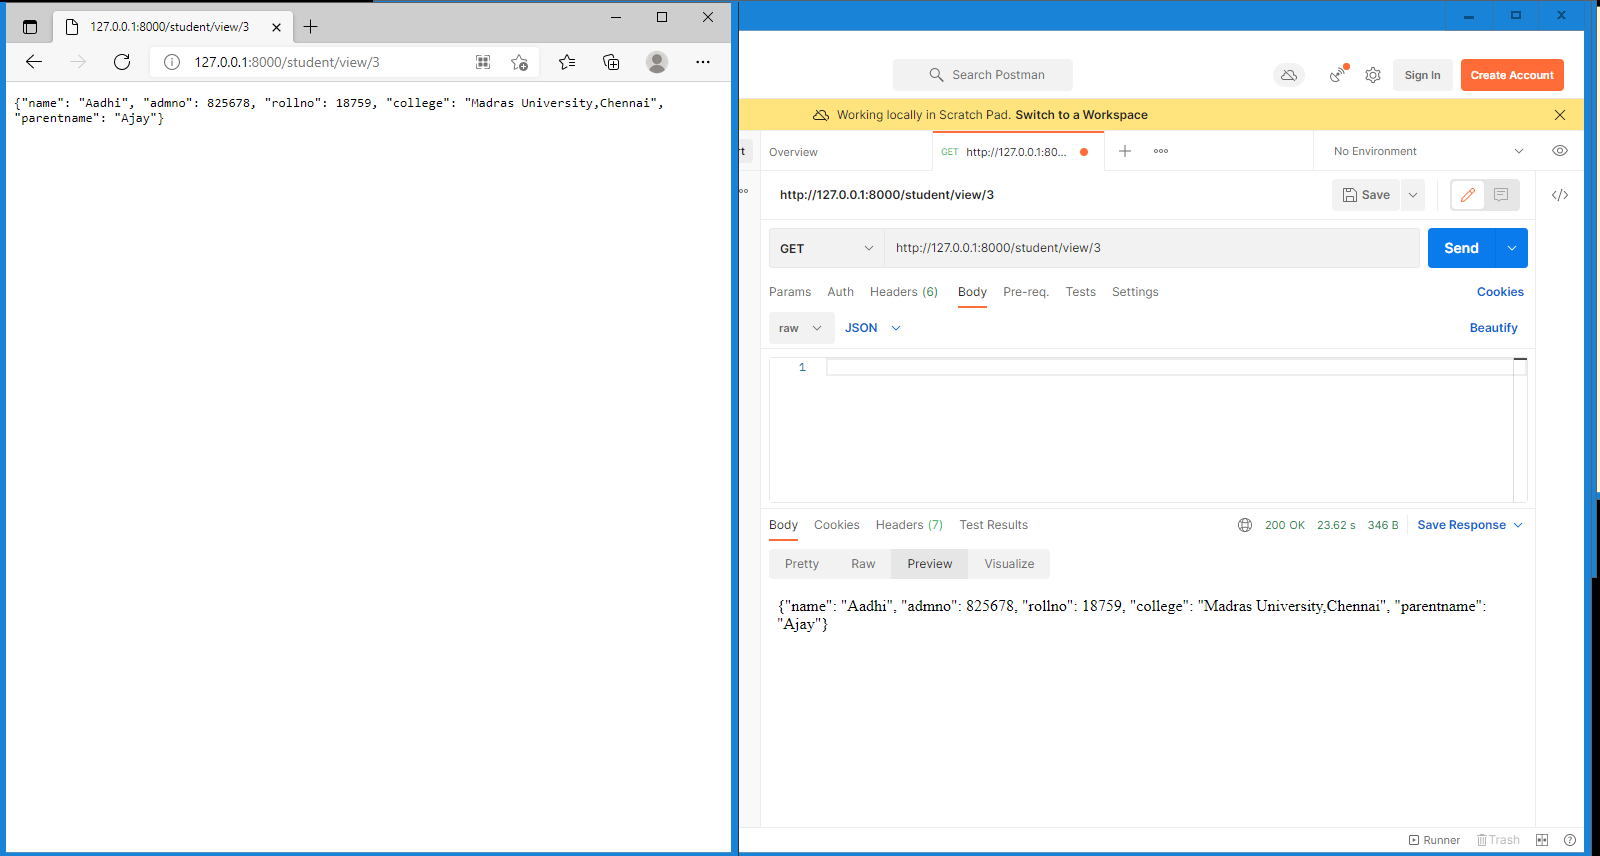 127.0.0.1:8000/student/view/3
127.0.0.1:8000/student/view/3
{"name": "Aadhi", "admno": 825678, "rollno": 18759, "college": "Madras University,Chennai",
"parentname": "Ajay"}
Search Postman
Sign In
Create Account
Working locally in Scratch Pad. Switch to a Workspace
rt
Overview
GET http://127.0.0.1:80...
No Environment
http://127.0.0.1:8000/student/view/3
Save
GET
http://127.0.0.1:8000/student/view/3
Send
Params Auth Headers (6) Body Pre-req. Tests Settings
Cookies
raw
JSON
Beautify
1
Body Cookies Headers (7) Test Results
200 OK 23.62 s 346 B
Save Response
Pretty Raw Preview Visualize
{"name": "Aadhi", "admno": 825678, "rollno": 18759, "college": "Madras University,Chennai", "parentname":
"Ajay"}
Runner
Trash